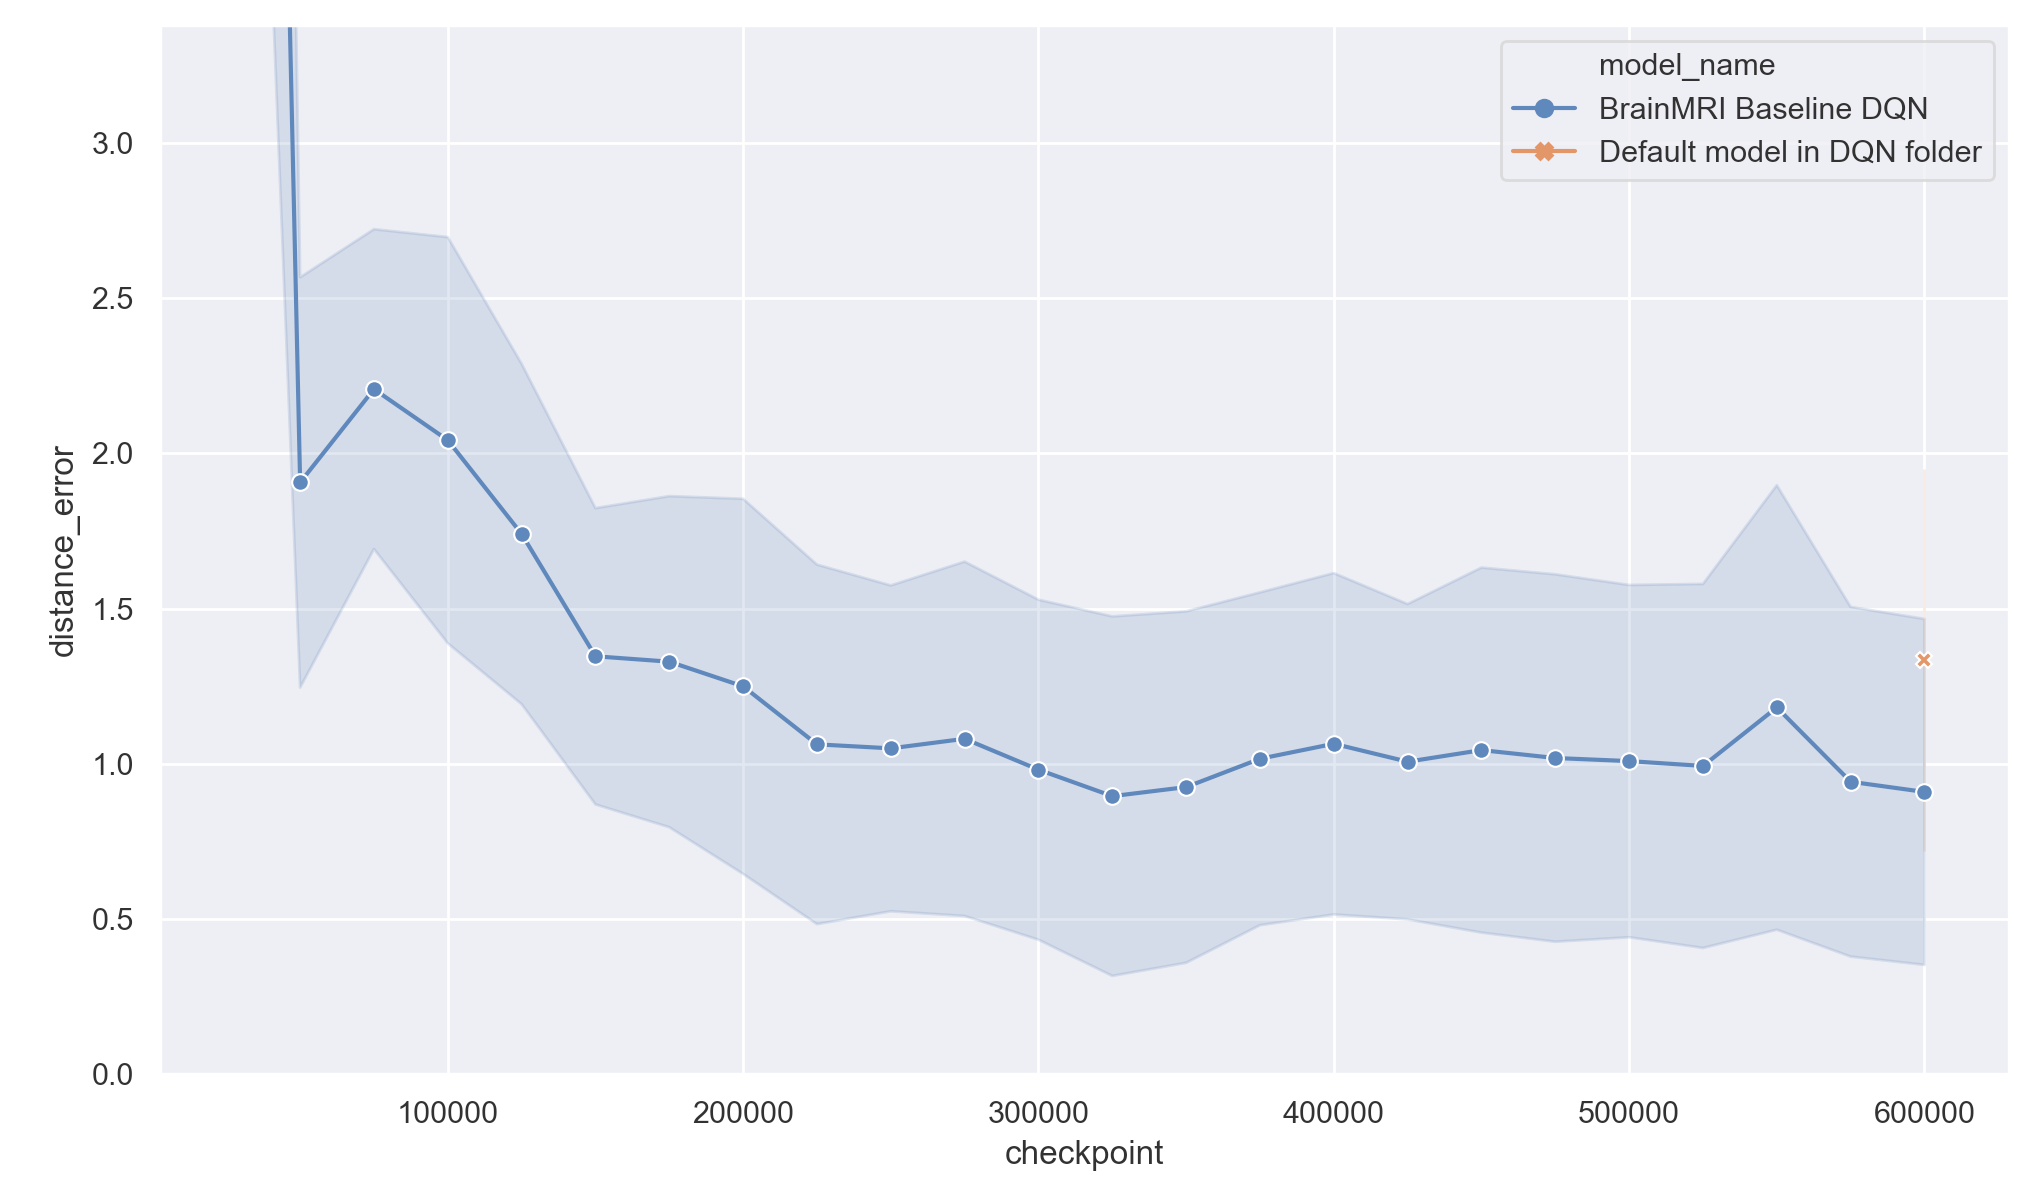 model_name
BrainMRI Baseline DQN
Default model in DQN folder
distance_error
3.0
2.5
2.0
1.5
1.0
0.5
0.0
100000 200000 300000 400000 500000 600000
checkpoint